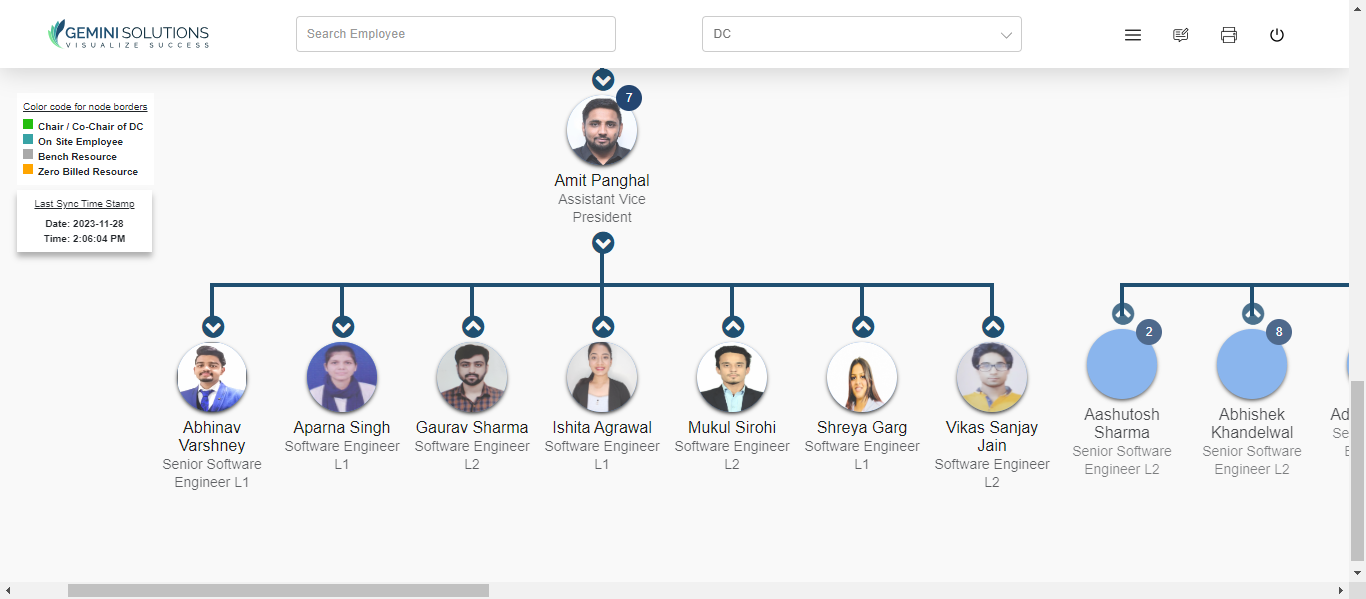 GEMINI SOLUTIONS
VISUALIZE SUCCESS
Search Employee
DC
Color code for node borders
Chair / Co-Chair of DC
On Site Employee
Bench Resource
Zero Billed Resource
Last Sync Time Stamp
Date: 2023-11-28
Time: 2:06:04 PM
7
Amit Panghal
Assistant Vice
President
Abhinav
Varshney
Senior Software
Engineer L1
Aparna Singh
Software Engineer
L1
Gaurav Sharma
Software Engineer
L2
Ishita Agrawal
Software Engineer
L1
Mukul Sirohi
Software Engineer
L2
Shreya Garg
Software Engineer
L1
Vikas Sanjay
Jain
Software Engineer
L2
2
Aashutosh
Sharma
Senior Software
Engineer L2
8
Abhishek
Khandelwal
Senior Software
Engineer L2